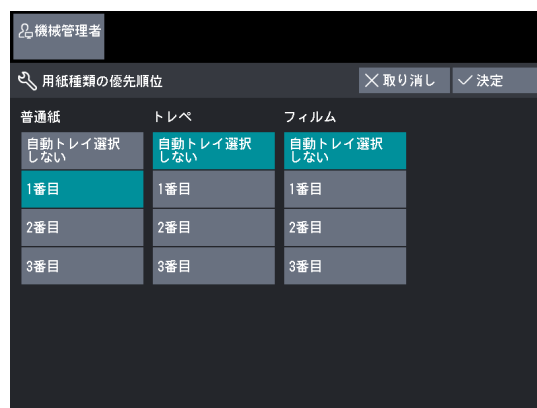 機械管理者
用紙種類の優先順位
取り消し
決定
普通紙
トレペ
フィルム
自動トレイ選択
しない
自動トレイ選択
しない
自動トレイ選択
しない
1番目
1番目
1番目
2番目
2番目
2番目
3番目
3番目
3番目